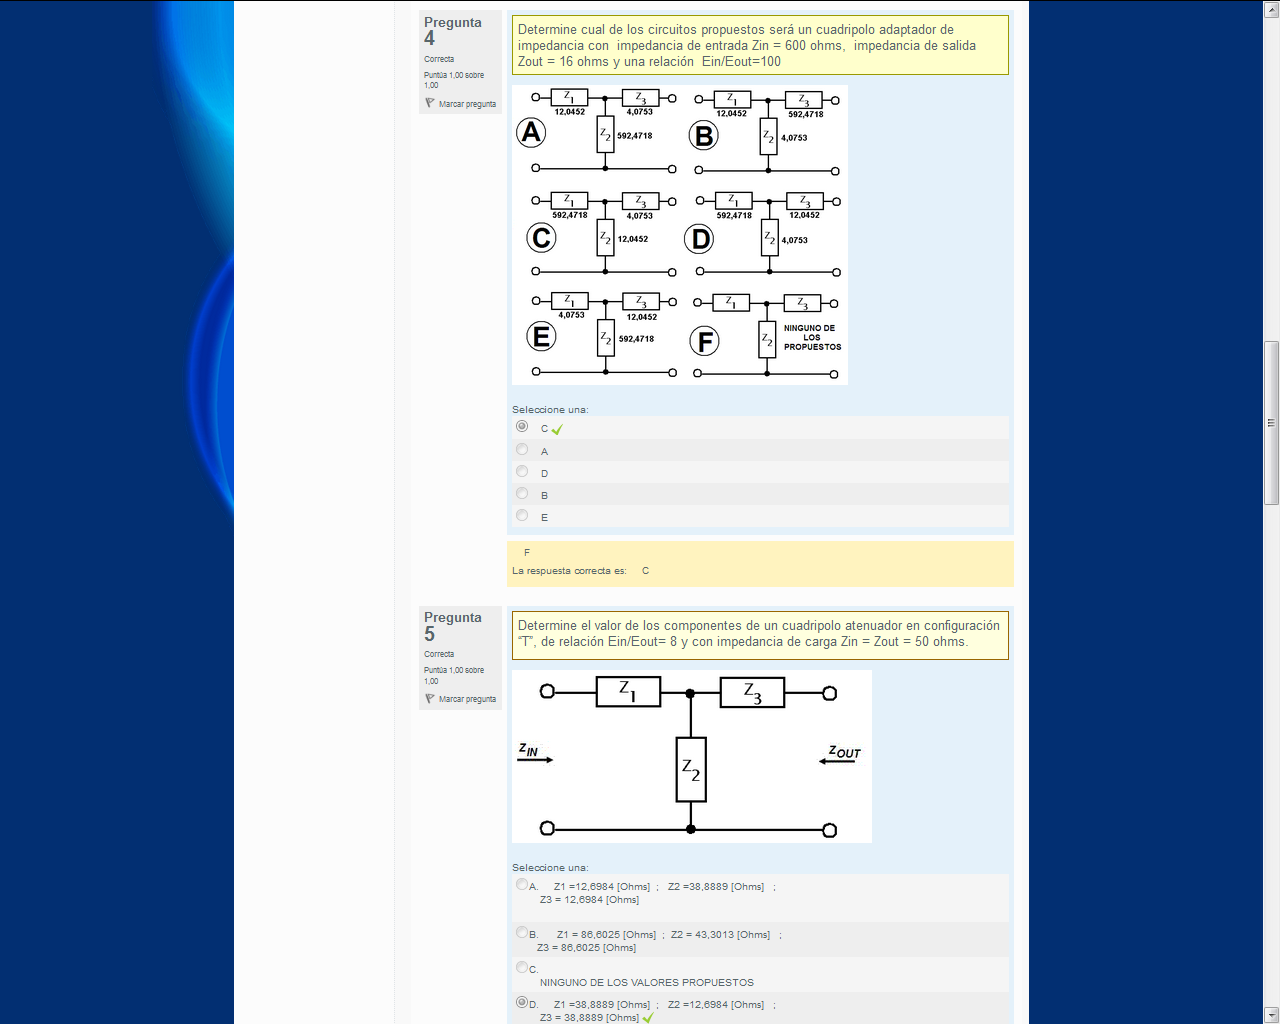 Pregunta
4
Correcta
Puntúa 1,00 sobre
1,00
Marcar pregunta
Determine cual de los circuitos propuestos será un cuadripolo adaptador de
impedancia con impedancia de entrada Zin = 600 ohms, impedancia de salida
Zout = 16 ohms y una relación Ein/Eout=100
Z1
12,0452
Z3
4,0753
Z2
592,4718
A
Z1
12,0452
Z3
592,4718
Z2
4,0753
B
Z1
592,4718
Z3
4,0753
Z2
12,0452
C
Z1
592,4718
Z3
12,0452
Z2
4,0753
D
Z1
4,0753
Z3
12,0452
Z2
592,4718
E
Z1
Z3
Z2
F
NINGUNO DE
LOS
PROPUESTOS
Seleccione una:
C
A
D
B
E
F
La respuesta correcta es: C
Pregunta
5
Correcta
Puntúa 1,00 sobre
1,00
Marcar pregunta
Determine el valor de los componentes de un cuadripolo atenuador en configuración
“T”, de relación Ein/Eout= 8 y con impedancia de carga Zin = Zout = 50 ohms.
Z1
Z3
ZIN
Z2
ZOUT
Seleccione una:
A. Z1 =12,6984 [Ohms] ; Z2 =38,8889 [Ohms] ;
Z3 = 12,6984 [Ohms]
B. Z1 = 86,6025 [Ohms] ; Z2 = 43,3013 [Ohms] ;
Z3 = 86,6025 [Ohms]
C.
NINGUNO DE LOS VALORES PROPUESTOS
D. Z1 =38,8889 [Ohms] ; Z2 =12,6984 [Ohms] ;
Z3 = 38,8889 [Ohms]